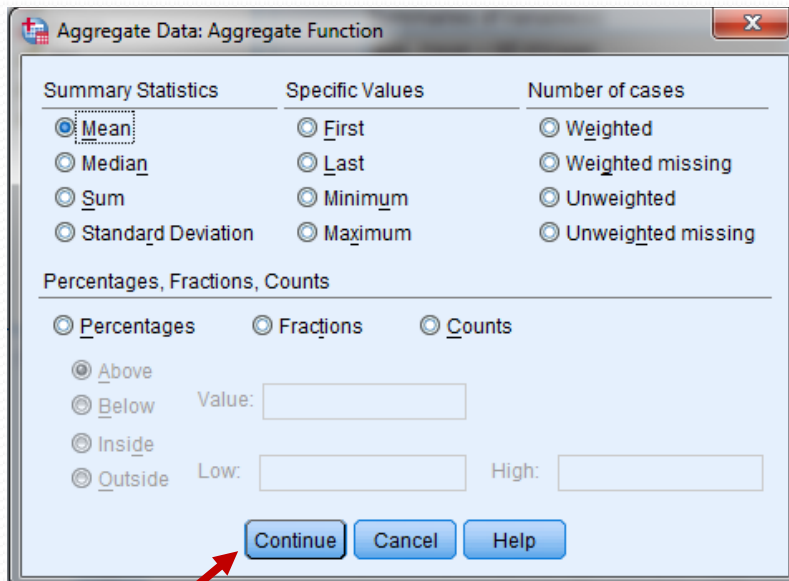 Aggregate Data: Aggregate Function
X
Summary Statistics Specific Values Number of cases
Mean First Weighted
Median Last Weighted missing
Sum Minimum Unweighted
Standard Deviation Maximum Unweighted missing
Percentages, Fractions, Counts
Percentages Fractions Counts
Above
Below Value:
Inside
Outside Low: High:
Continue Cancel Help